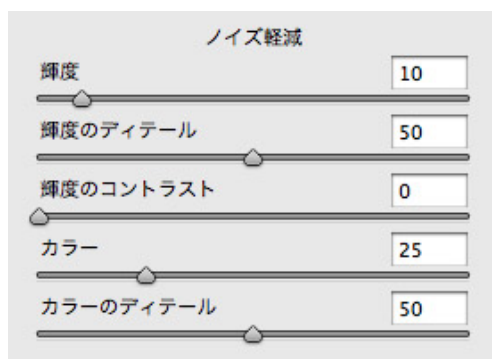 ノイズ軽減
輝度 10
輝度のディテール 50
輝度のコントラスト 0
カラー 25
カラーのディテール 50